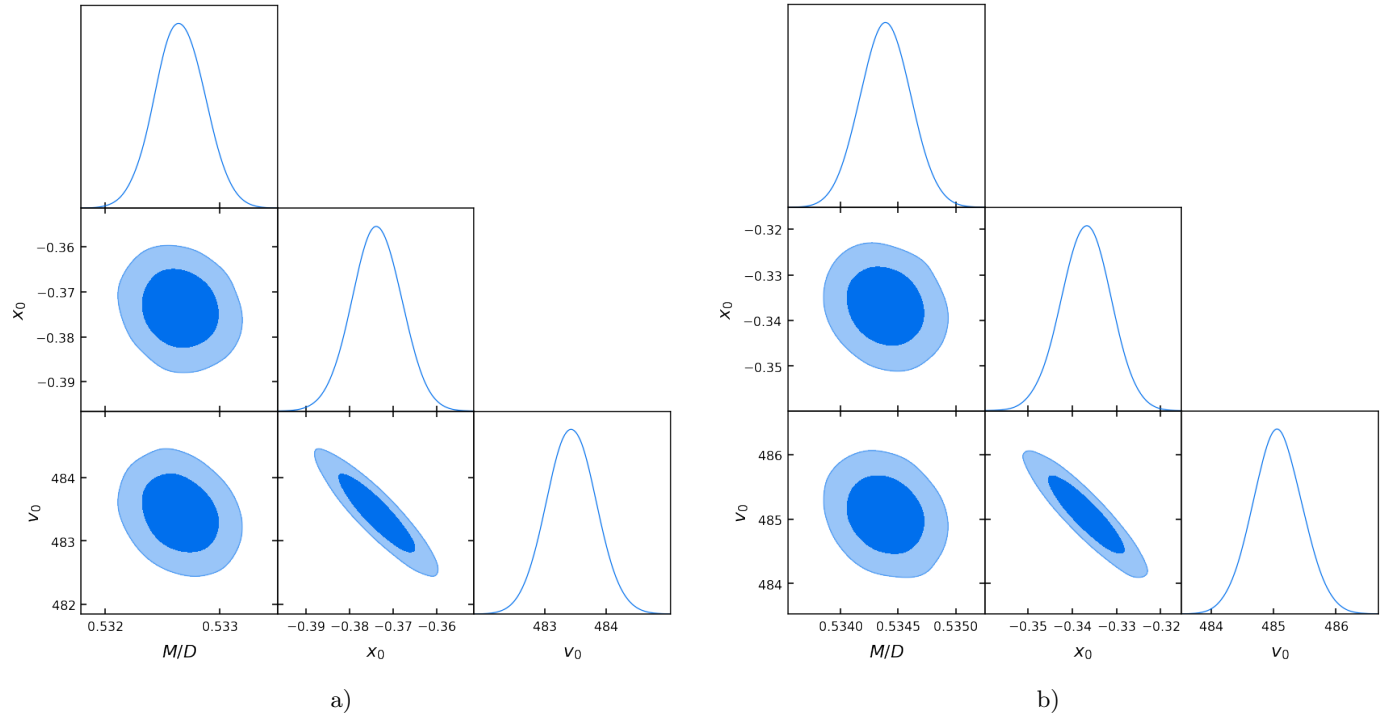 −0.36
−0.37
−0.38
−0.39
x₀
484
483
482
v₀
0.532 0.533
M/D
−0.39 −0.38 −0.37 −0.36
x₀
483 484
v₀
a)
−0.32
−0.33
−0.34
−0.35
x₀
486
485
484
v₀
0.5340 0.5345 0.5350
M/D
−0.35 −0.34 −0.33 −0.32
x₀
484 485 486
v₀
b)